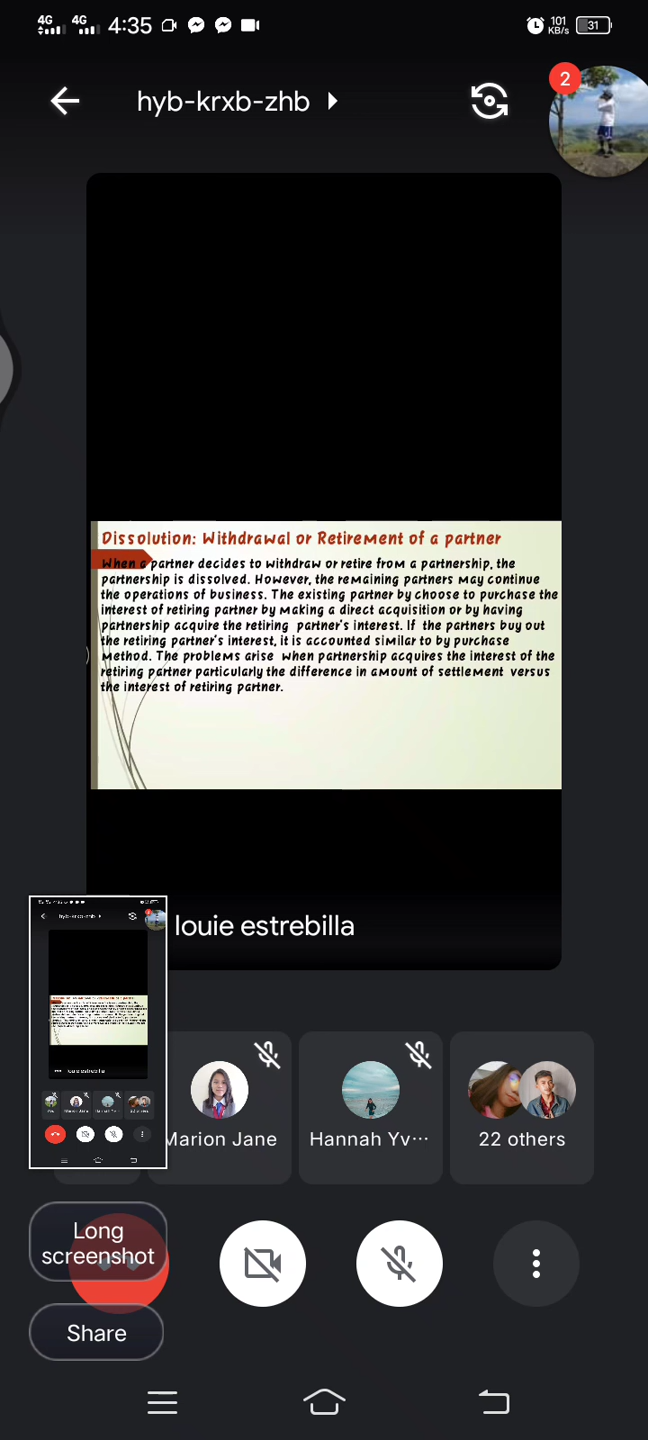 4G 4G 4:35 101 KB/s 31
hyb-krxb-zhb
2
Dissolution: Withdrawal or Retirement of a partner
When a partner decides to withdraw or retire from a partnership, the
partnership is dissolved. However, the remaining partners may continue
the operations of business. The existing partner by choose to purchase the
interest of retiring partner by making a direct acquisition or by having
partnership acquire the retiring partner's interest. If the partners buy out
the retiring partner's interest, it is accounted similar to by purchase
method. The problems arise when partnership acquires the interest of the
retiring partner particularly the difference in amount of settlement versus
the interest of retiring partner.
louie estrebilla
hyb-krxb-zhb
louie estrebilla
Marion Jane
Hannah Yv...
22 others
Long
screenshot
Share